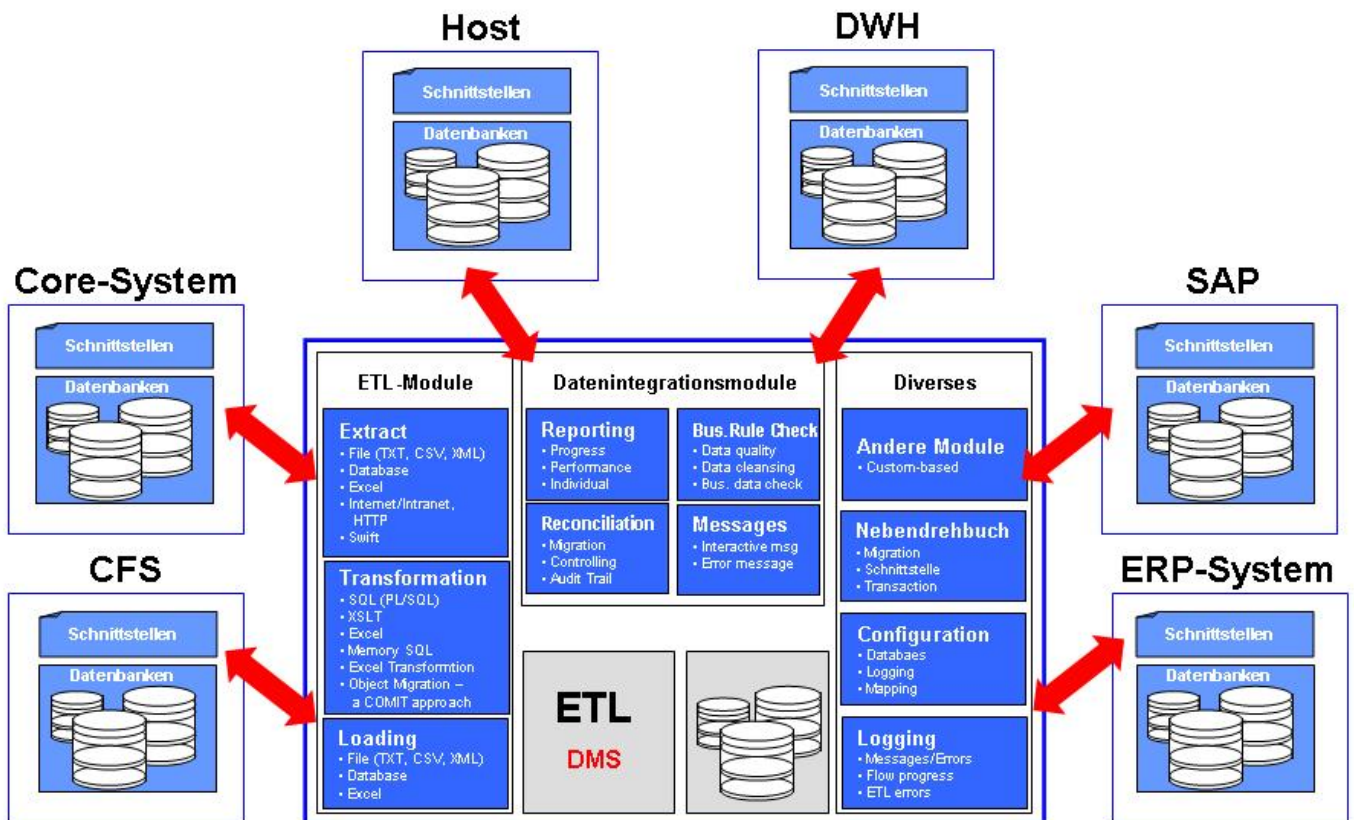 Host
DWH
Schnittstellen
Datenbanken
Schnittstellen
Datenbanken
Core-System
SAP
Schnittstellen
Datenbanken
Schnittstellen
Datenbanken
CFS
ERP-System
Schnittstellen
Datenbanken
Schnittstellen
Datenbanken
ETL-Module
Extract
• File (TXT, CSV, XML)
• Database
• Excel
• Internet/Intranet,
HTTP
• Swift
Transformation
• SQL (PL/SQL)
• XSLT
• Excel
• Memory SQL
• Excel Transformtion
• Object Migration –
a COMIT approach
Loading
• File (TXT, CSV, XML)
• Database
• Excel
Datenintegrationsmodule
Reporting
• Progress
• Performance
• Individual
Bus.Rule Check
• Data quality
• Data cleansing
• Bus. data check
Reconciliation
• Migration
• Controlling
• Audit Trail
Messages
• Interactive msg
• Error message
ETL
DMS
Diverses
Andere Module
• Custom-based
Nebendrehbuch
• Migration
• Schnittstelle
• Transaction
Configuration
• Databaes
• Logging
• Mapping
Logging
• Messages/Errors
• Flow progress
• ETL errors